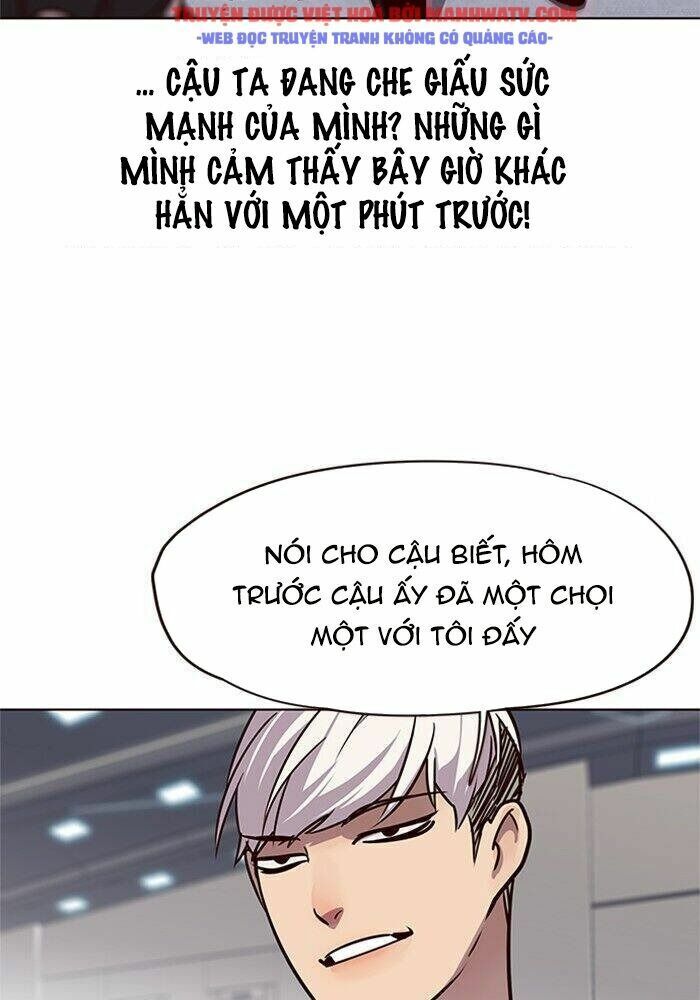 TRUYỆN ĐƯỢC VIỆT HOÁ BỞI MANUWATV.COM
-WEB ĐỌC TRUYỆN TRANH KHÔNG CÓ QUẢNG CÁO-
... CẬU TA ĐANG CHE GIẤU SỨC
MẠNH CỦA MÌNH? NHỮNG GÌ
MÌNH CẢM THẤY BÂY GIỜ KHÁC
HẲN VỚI MỘT PHÚT TRƯỚC!
NÓI CHO CẬU BIẾT, HÔM
TRƯỚC CẬU ẤY ĐÃ MỘT CHỌI
MỘT VỚI TÔI ĐẤY